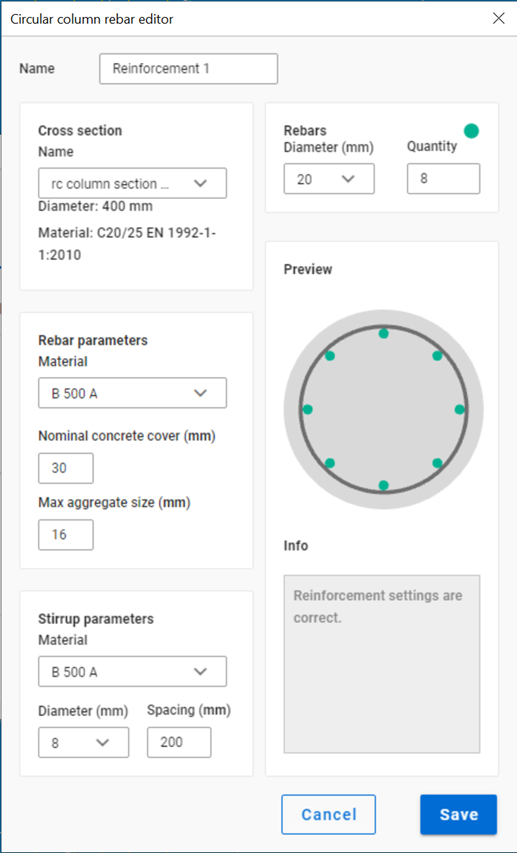 Circular column rebar editor
Name
Reinforcement 1
Cross section
Name
rc column section ...
Diameter: 400 mm
Material: C20/25 EN 1992-1-
1:2010
Rebar parameters
Material
B 500 A
Nominal concrete cover (mm)
30
Max aggregate size (mm)
16
Stirrup parameters
Material
B 500 A
Diameter (mm) Spacing (mm)
8 200
Rebars
Diameter (mm) Quantity
20 8
Preview
Info
Reinforcement settings are
correct.
Cancel Save